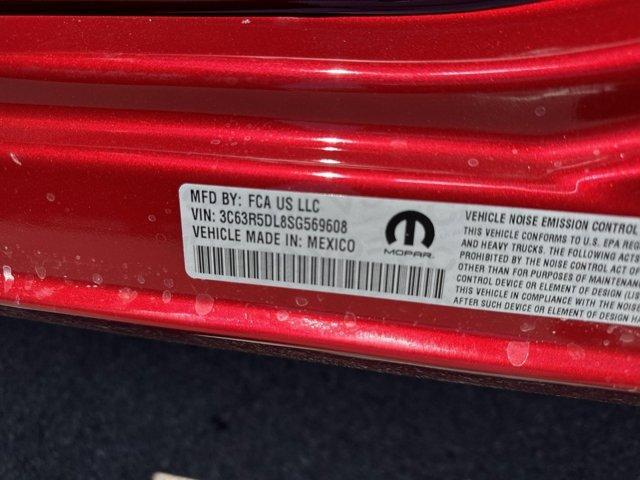 MFD BY: FCA US LLC
VIN: 3C63R5DL8SG569608
VEHICLE MADE IN: MEXICO
MOPAR
VEHICLE NOISE EMISSION CONTROL
THIS VEHICLE CONFORMS TO U.S. EPA REG
AND HEAVY TRUCKS. THE FOLLOWING ACTS
PROHIBITED BY THE NOISE CONTROL ACT OF
OTHER THAN FOR PURPOSES OF MAINTENAN
CONTROL DEVICE OR ELEMENT OF DESIGN (I
THIS VEHICLE IN COMPLIANCE WITH THE NOISE
AFTER SUCH DEVICE OR ELEMENT OF DESIGN HA